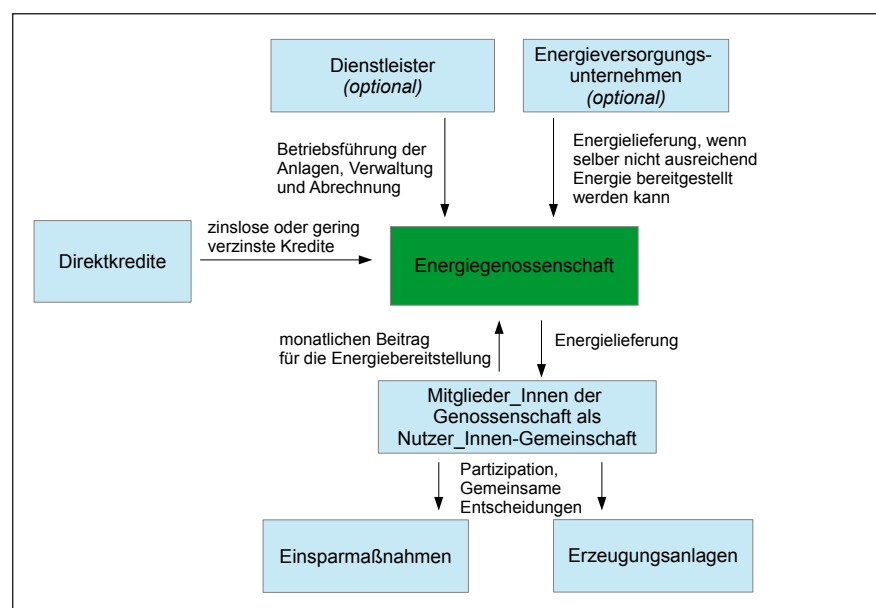 Dienstleister
(optional)
Energieversorgungs-
unternehmen
(optional)
Betriebsführung der
Anlagen, Verwaltung
und Abrechnung
Energielieferung, wenn
selber nicht ausreichend
Energie bereitgestellt
werden kann
Direktkredite
zinslose oder gering
verzinste Kredite
Energiegenossenschaft
monatlichen Beitrag
für die Energiebereitstellung
Energielieferung
Mitglieder_Innen der
Genossenschaft als
Nutzer_Innen-Gemeinschaft
Partizipation,
Gemeinsame
Entscheidungen
Einsparmaßnahmen
Erzeugungsanlagen